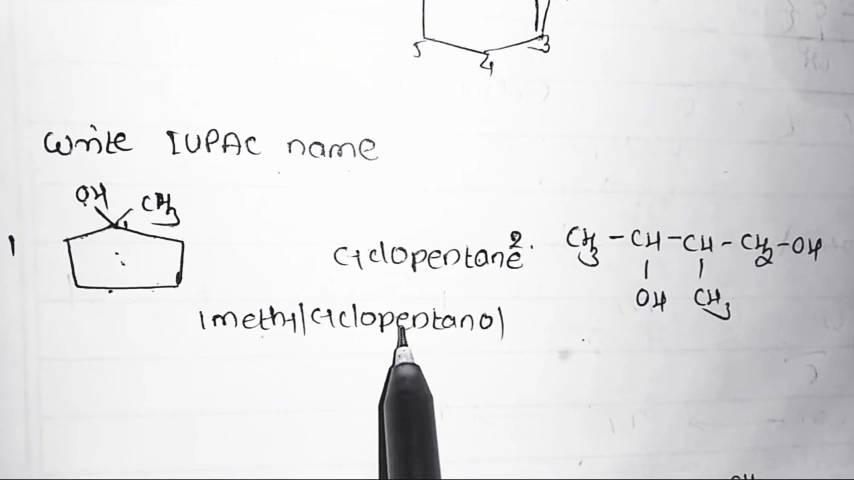 5 4 3
Write IUPAC name
1 OH CH3 1
Cyclopentane
1methylcyclopentanol
2. CH3 - CH - CH - CH2 - OH
OH CH3